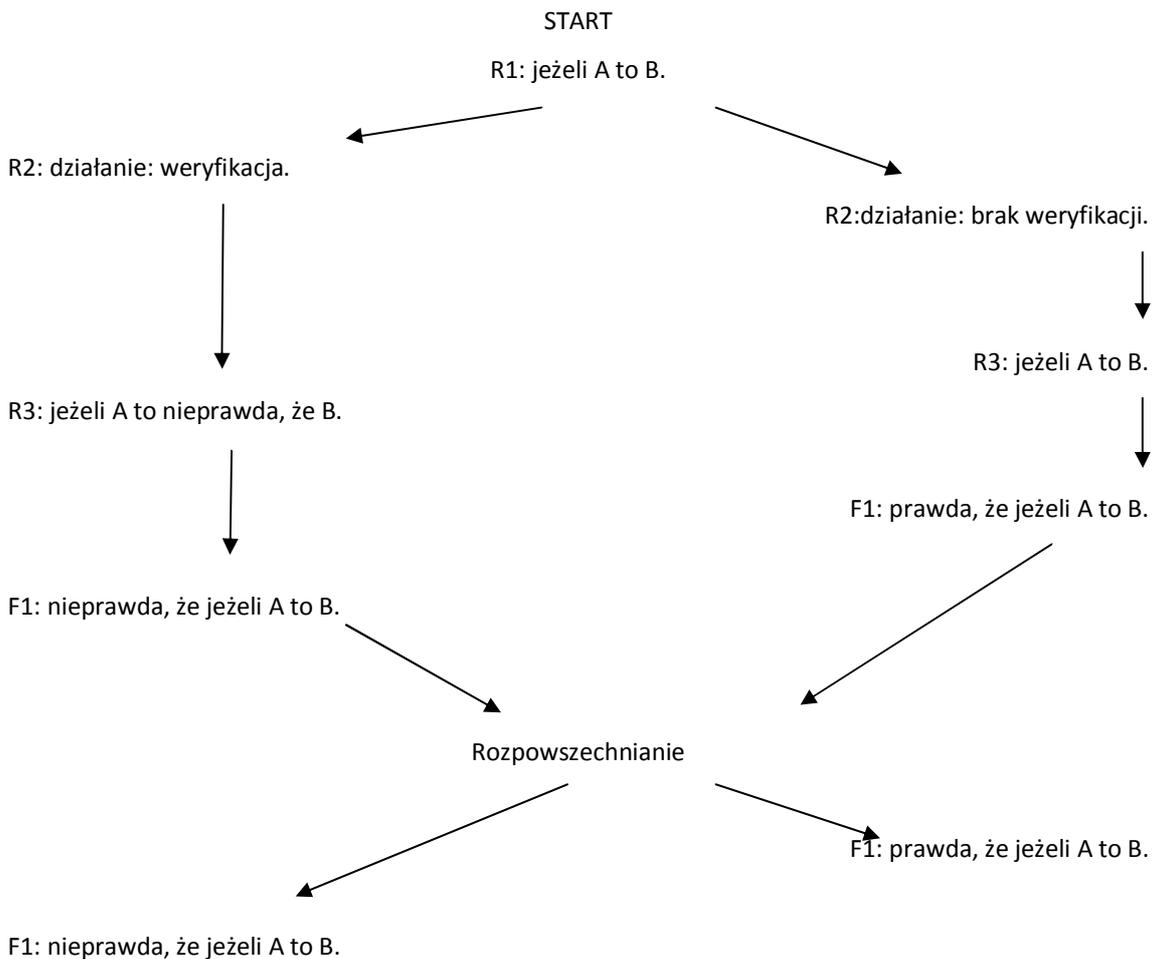 START
R1: jeżeli A to B.
R2: działanie: weryfikacja.
R2:działanie: brak weryfikacji.
R3: jeżeli A to B.
R3: jeżeli A to nieprawda, że B.
F1: prawda, że jeżeli A to B.
F1: nieprawda, że jeżeli A to B.
Rozpowszechnianie
F1: prawda, że jeżeli A to B.
F1: nieprawda, że jeżeli A to B.